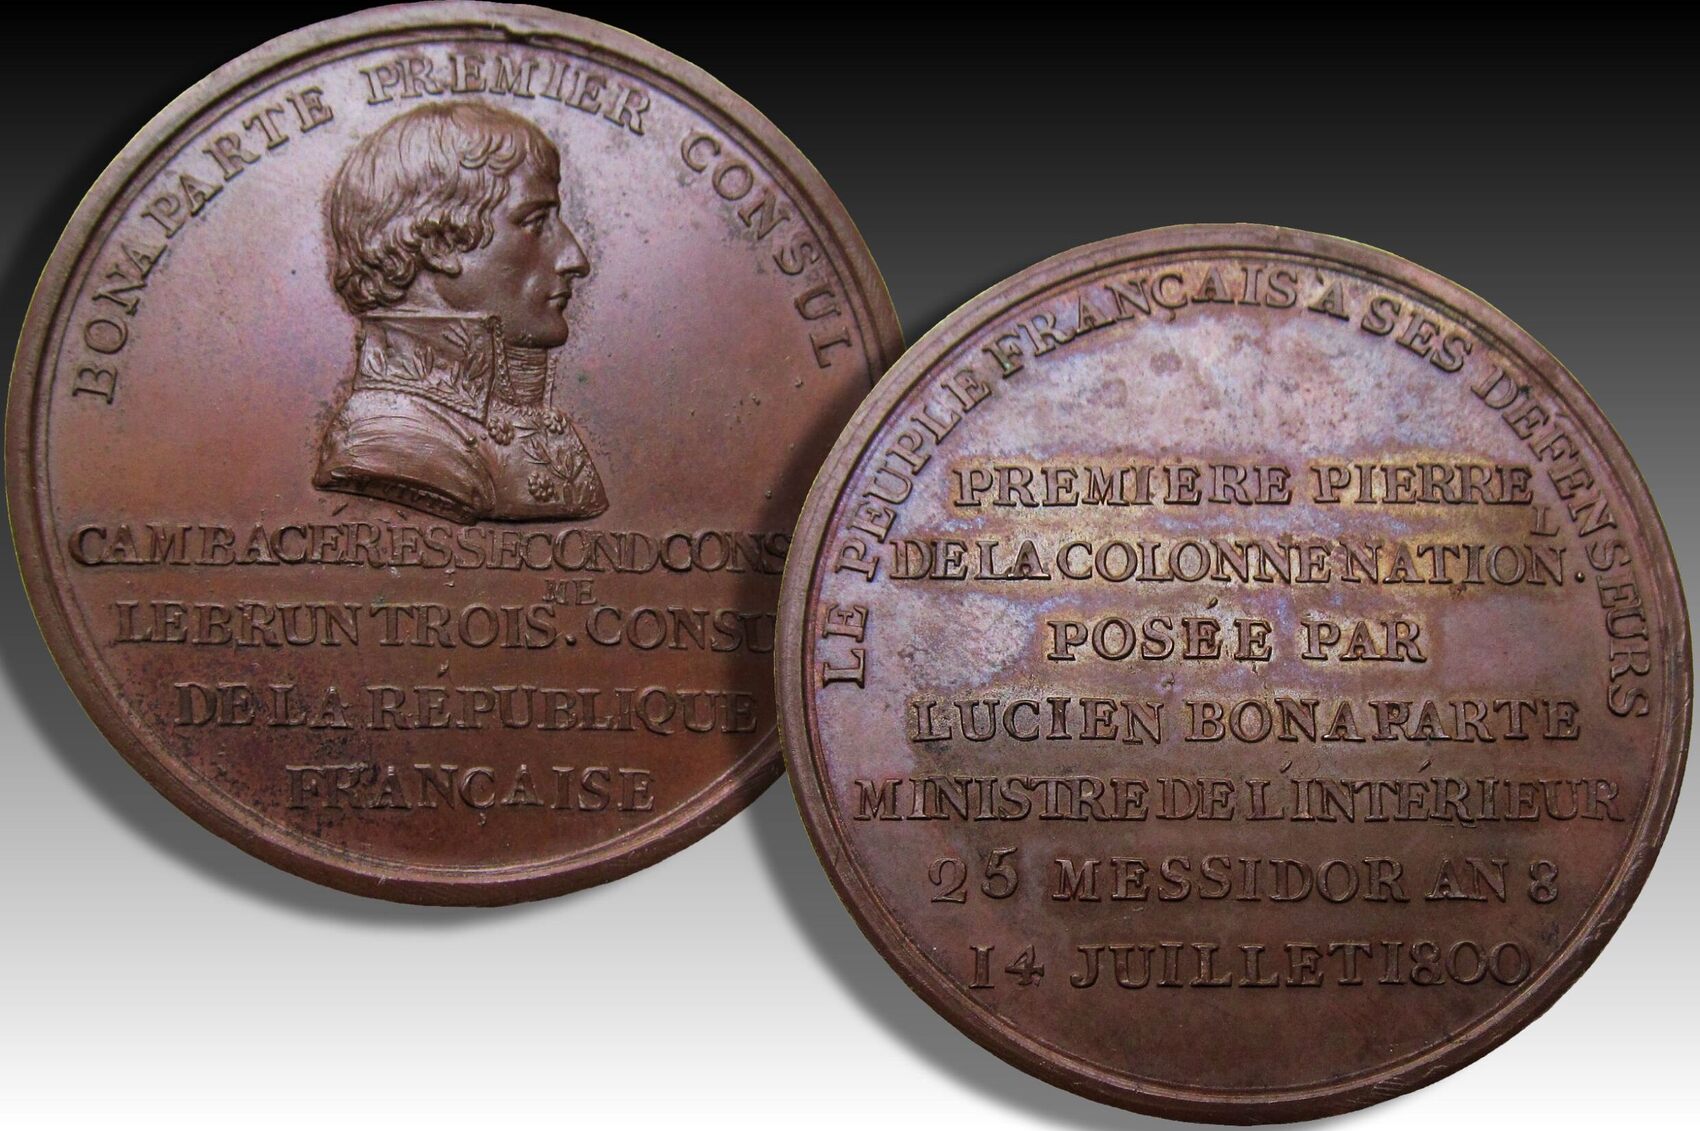 BONAPARTE PREMIER CONSUL
CAMBACÉRÈS SECOND CONS
LEBRUN TROIS.ME CONSU
DE LA RÉPUBLIQUE
FRANÇAISE
LE PEUPLE FRANÇAIS À SES DÉFENSEURS
PREMIERE PIERRE
DE LA COLONNE NATION.L
POSÉE PAR
LUCIEN BONAPARTE
MINISTRE DE L'INTÉRIEUR
25 MESSIDOR AN 8
14 JUILLET 1800